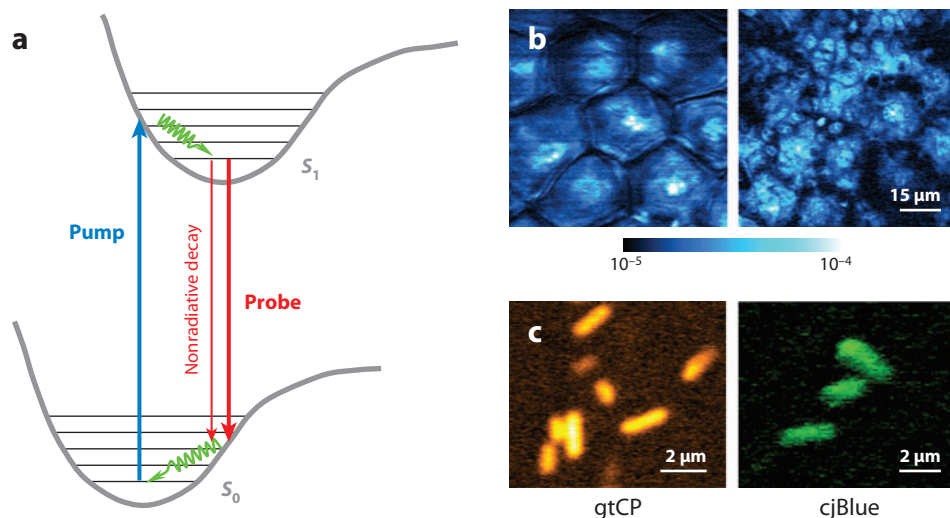 a
S₁
Pump
Nonradiative decay
Probe
S₀
b
15 µm
10⁻⁵
10⁻⁴
c
2 µm
2 µm
gtCP
cjBlue